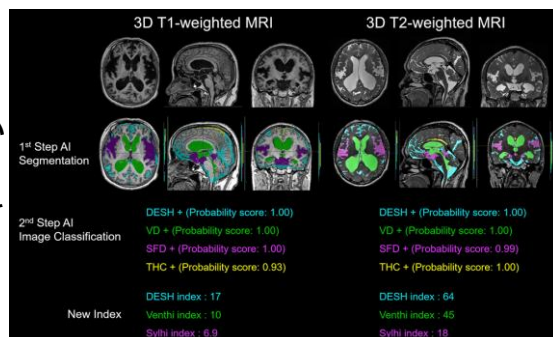 3D T1-weighted MRI
3D T2-weighted MRI
1st Step AI
Segmentation
2nd Step AI
Image Classification
DESH + (Probability score: 1.00)
VD + (Probability score: 1.00)
SFD + (Probability score: 1.00)
THC + (Probability score: 0.93)
DESH + (Probability score: 1.00)
VD + (Probability score: 1.00)
SFD + (Probability score: 0.99)
THC + (Probability score: 1.00)
New Index
DESH index : 17
Venthi index : 10
Sylhi index : 6.9
DESH index : 64
Venthi index : 45
Sylhi index : 18